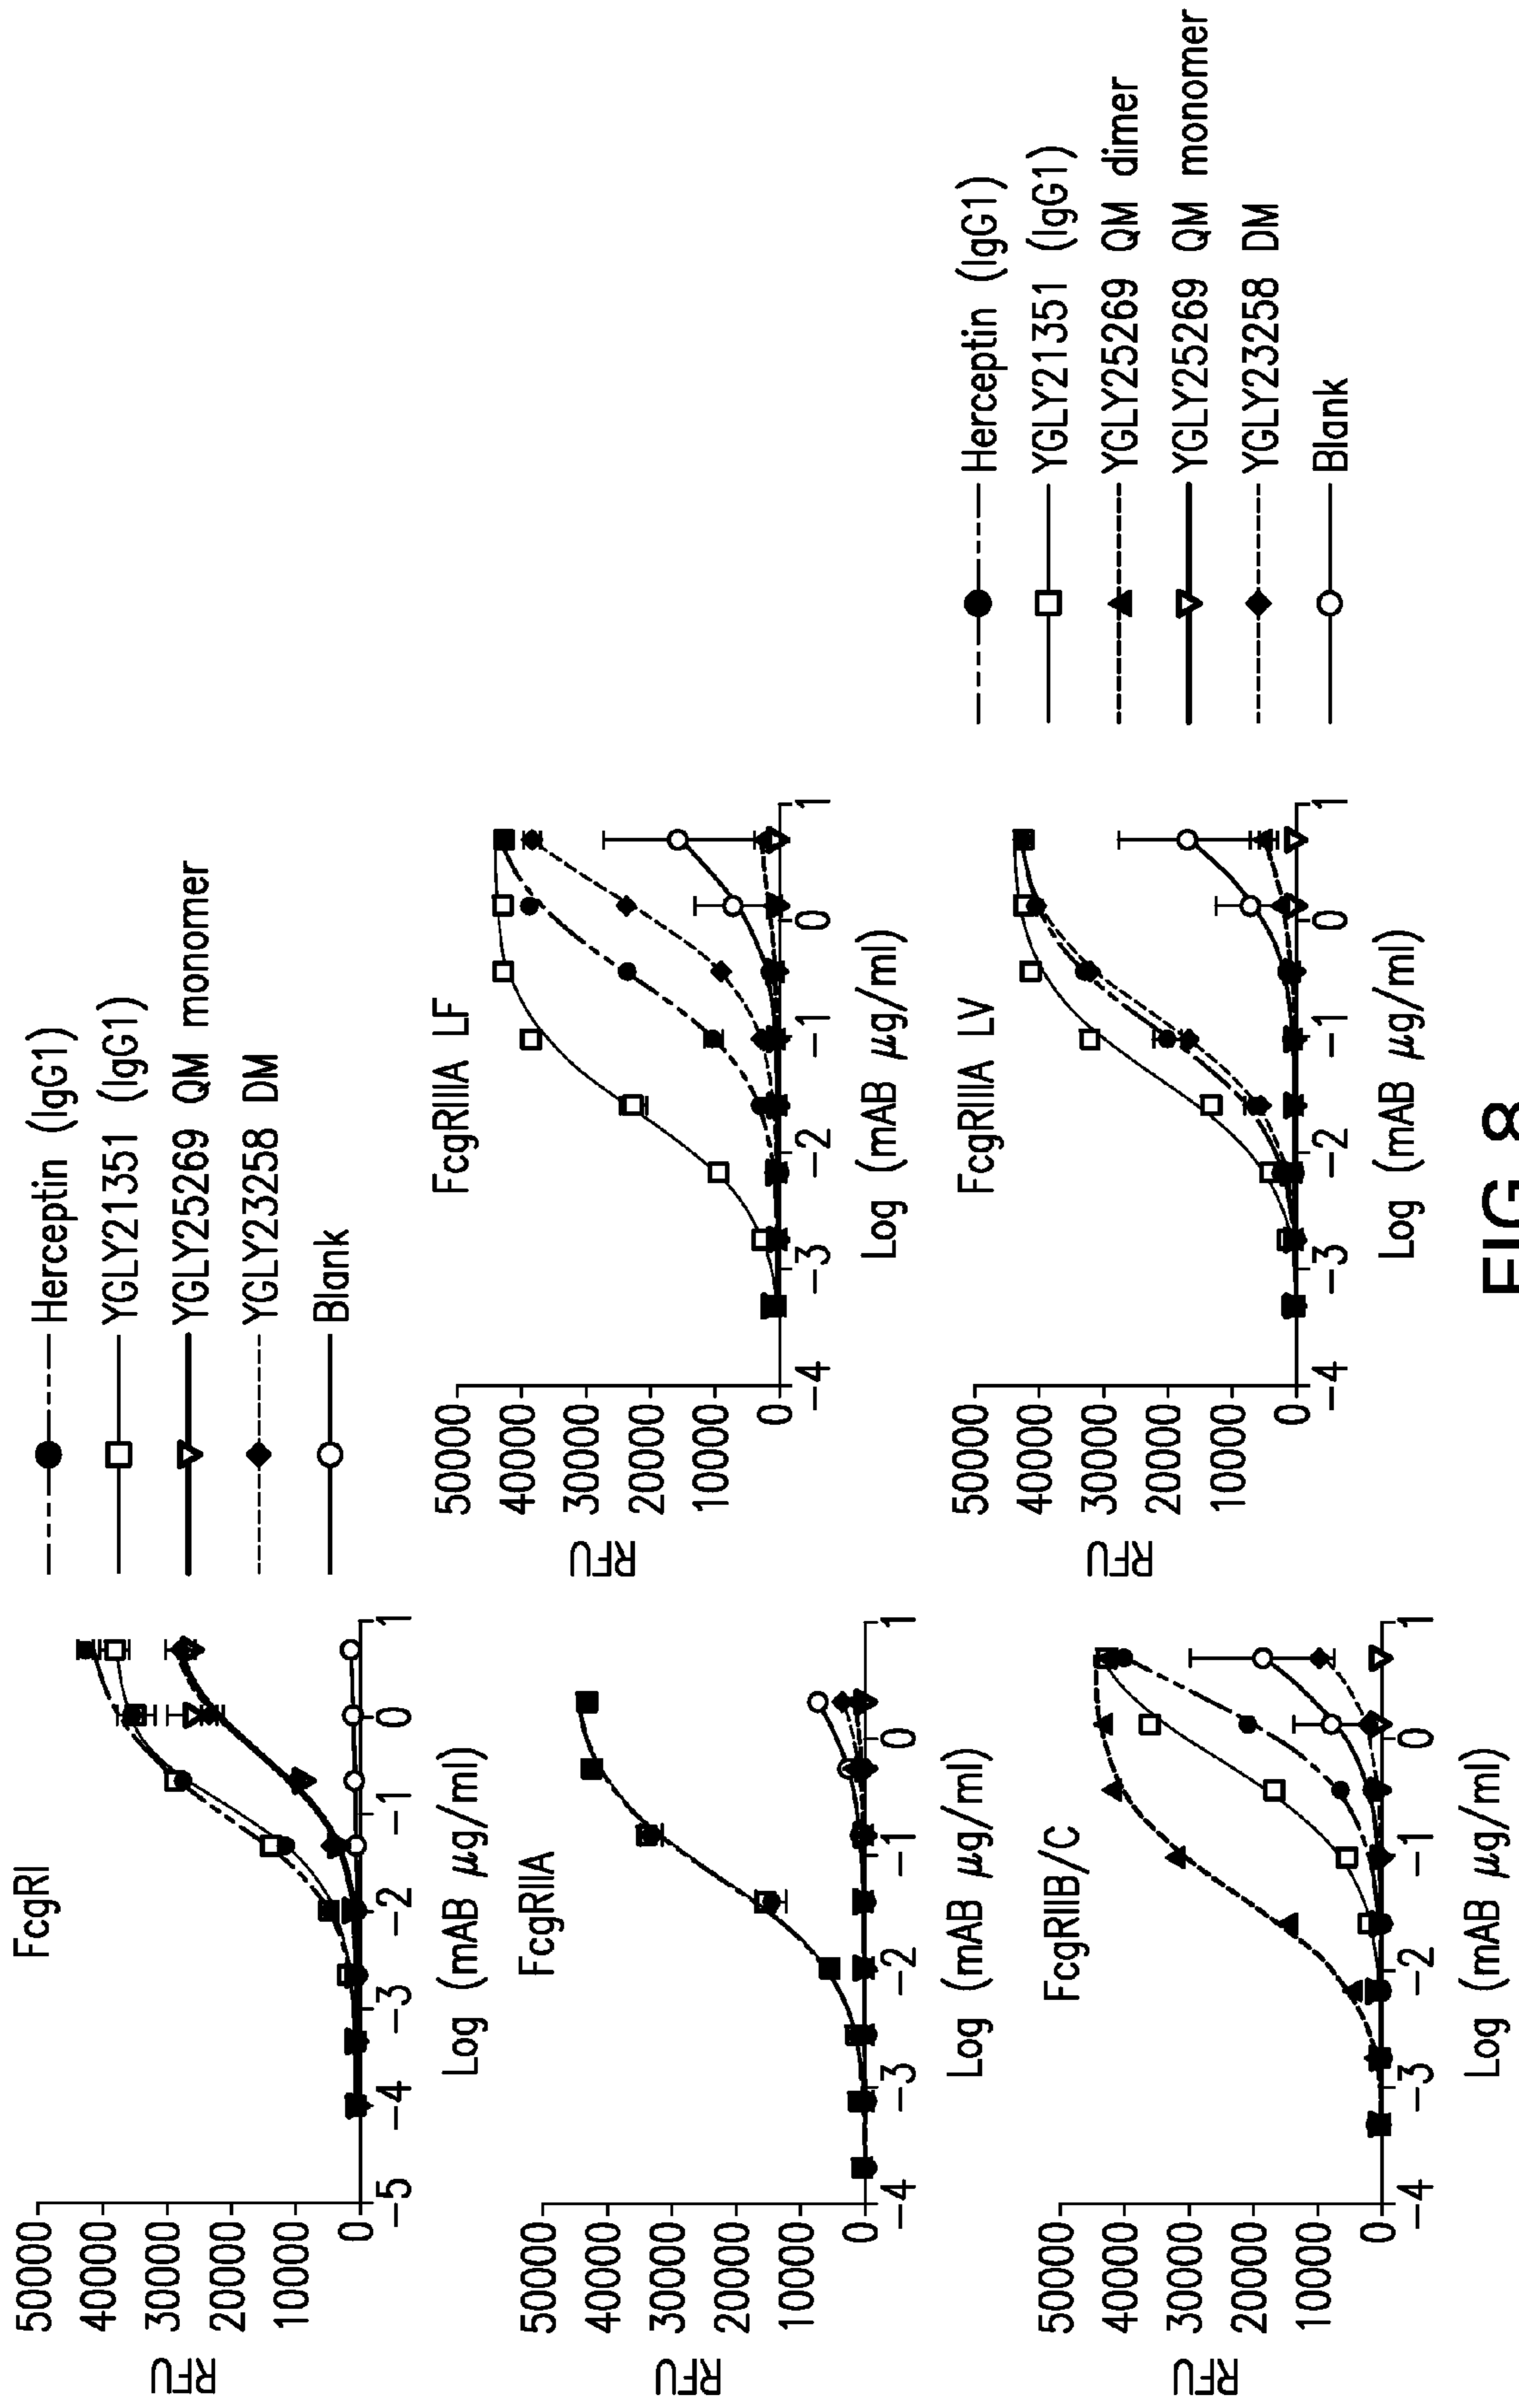 FcgRI
50000
40000
30000
20000
10000
0
RFU
-5
-4
-3
-2
-1
0
1
Log (mAB μg/ml)
Herceptin (IgG1)
YGLY21351 (IgG1)
YGLY25269 QM monomer
YGLY23258 DM
Blank
FcgRIIA
50000
40000
30000
20000
10000
0
RFU
-4
-3
-2
-1
0
1
Log (mAB μg/ml)
FcgRIIIA LF
50000
40000
30000
20000
10000
0
RFU
-4
-3
-2
-1
0
1
Log (mAB μg/ml)
FcgRIIB/C
50000
40000
30000
20000
10000
0
RFU
-4
-3
-2
-1
0
1
Log (mAB μg/ml)
FcgRIIIA LV
50000
40000
30000
20000
10000
0
RFU
-4
-3
-2
-1
0
1
Log (mAB μg/ml)
Herceptin (IgG1)
YGLY21351 (IgG1)
YGLY25269 QM dimer
YGLY25269 QM monomer
YGLY23258 DM
Blank
FIG. 8